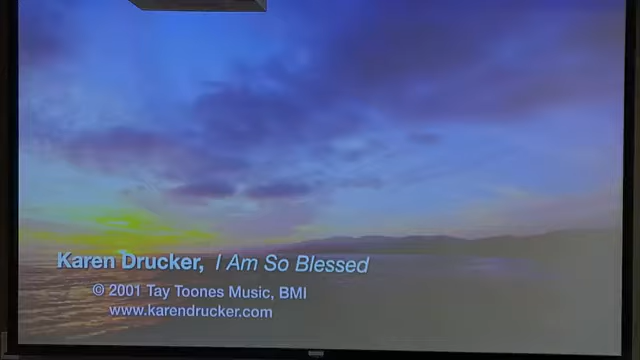 Karen Drucker, I Am So Blessed
© 2001 Tay Toones Music, BMI
www.karendrucker.com